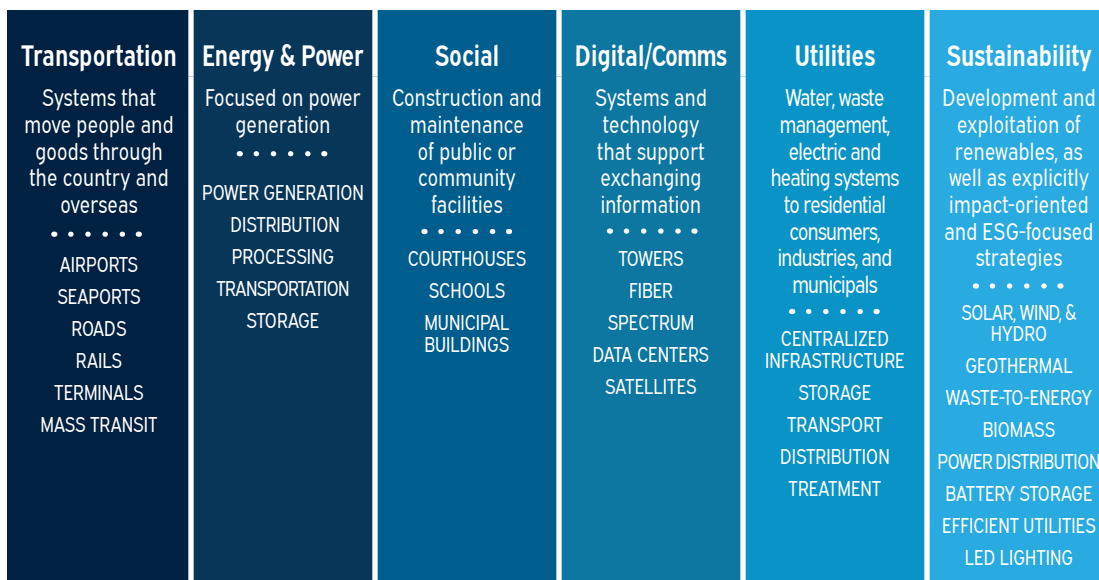 Transportation
Systems that
move people and
goods through
the country and
overseas
AIRPORTS
SEAPORTS
ROADS
RAILS
TERMINALS
MASS TRANSIT
Energy & Power
Focused on power
generation
POWER GENERATION
DISTRIBUTION
PROCESSING
TRANSPORTATION
STORAGE
Social
Construction and
maintenance
of public or
community
facilities
COURTHOUSES
SCHOOLS
MUNICIPAL
BUILDINGS
Digital/Comms
Systems and
technology
that support
exchanging
information
TOWERS
FIBER
SPECTRUM
DATA CENTERS
SATELLITES
Utilities
Water, waste
management,
electric and
heating systems
to residential
consumers,
industries, and
municipals
CENTRALIZED
INFRASTRUCTURE
STORAGE
TRANSPORT
DISTRIBUTION
TREATMENT
Sustainability
Development and
exploitation of
renewables, as
well as explicitly
impact-oriented
and ESG-focused
strategies
SOLAR, WIND, &
HYDRO
GEOTHERMAL
WASTE-TO-ENERGY
BIOMASS
POWER DISTRIBUTION
BATTERY STORAGE
EFFICIENT UTILITIES
LED LIGHTING